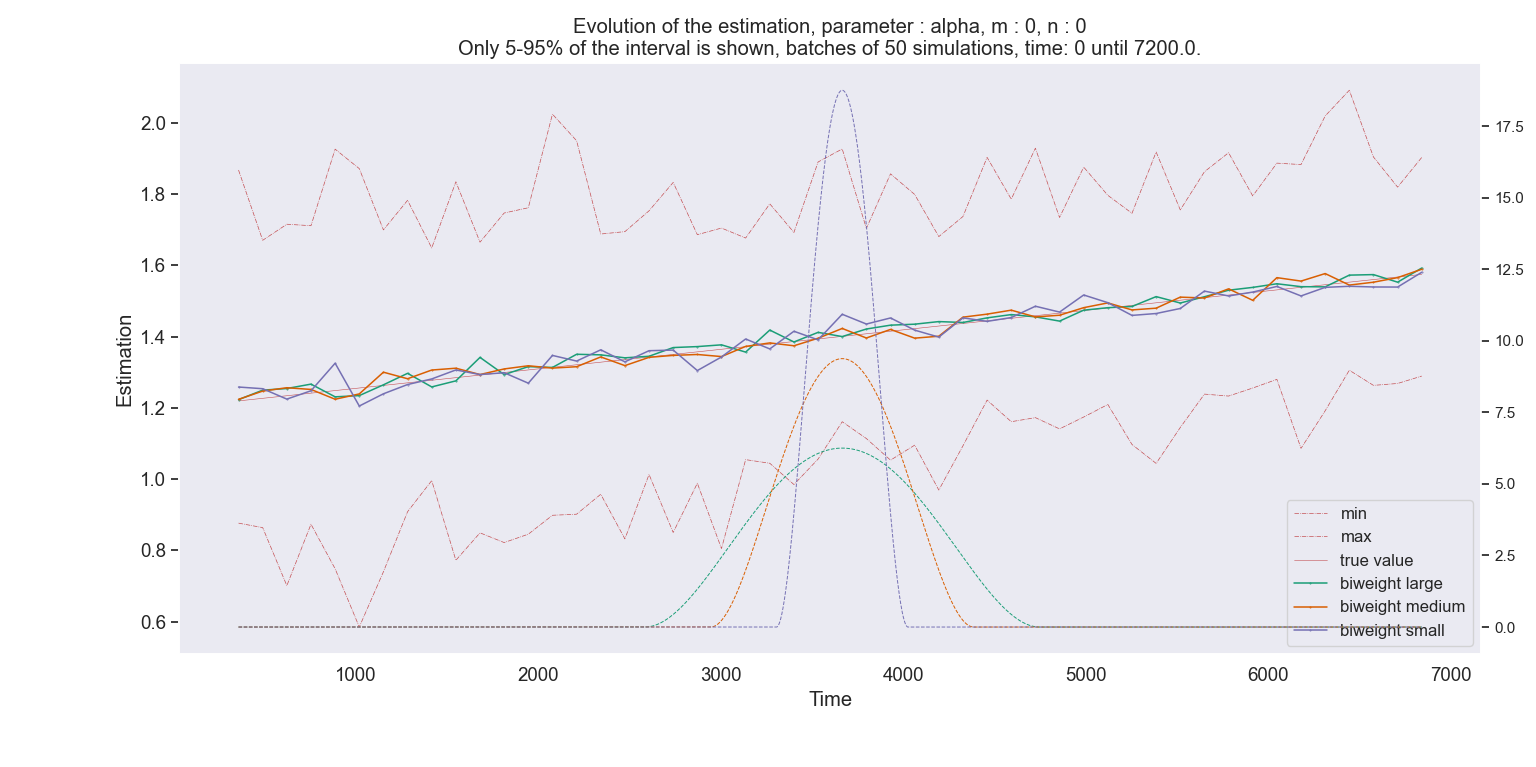 Evolution of the estimation, parameter : alpha, m : 0, n : 0
Only 5-95% of the interval is shown, batches of 50 simulations, time: 0 until 7200.0.
Estimation
2.0
1.8
1.6
1.4
1.2
1.0
0.8
0.6
17.5
15.0
12.5
10.0
7.5
5.0
2.5
0.0
min
max
true value
biweight large
biweight medium
biweight small
1000
2000
3000
4000
5000
6000
7000
Time